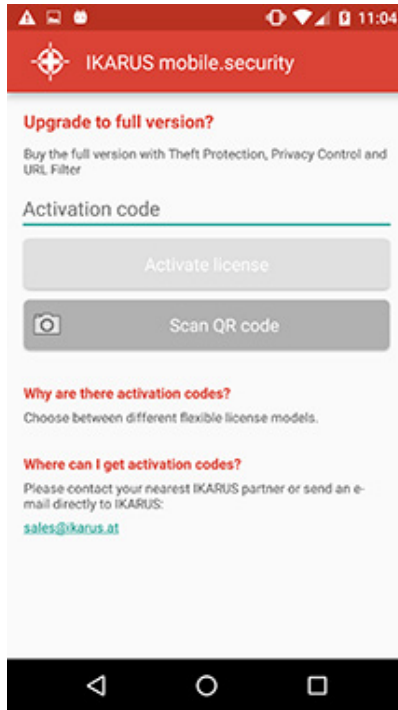 11:04
IKARUS mobile.security
Upgrade to full version?
Buy the full version with Theft Protection, Privacy Control and
URL Filter
Activation code
Activate license
Scan QR code
Why are there activation codes?
Choose between different flexible license models.
Where can I get activation codes?
Please contact your nearest IKARUS partner or send an e-
mail directly to IKARUS:
sales@ikarus.at